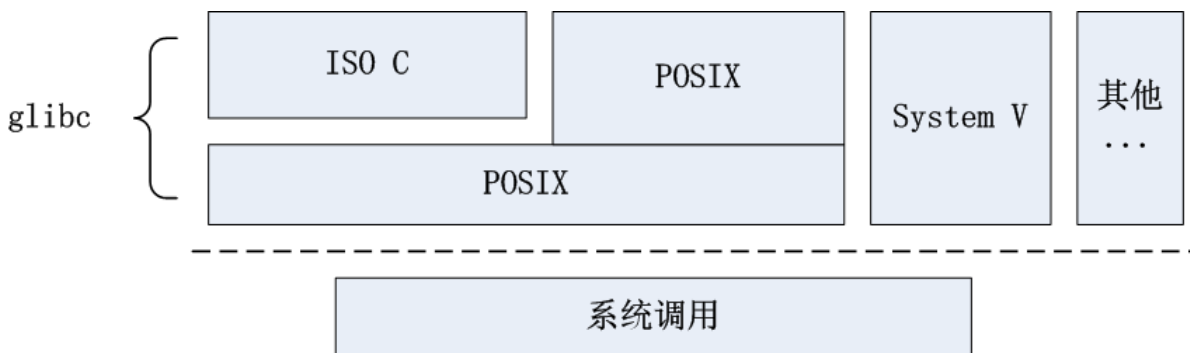 glibc
ISO C
POSIX
System V
其他
...
POSIX
系统调用